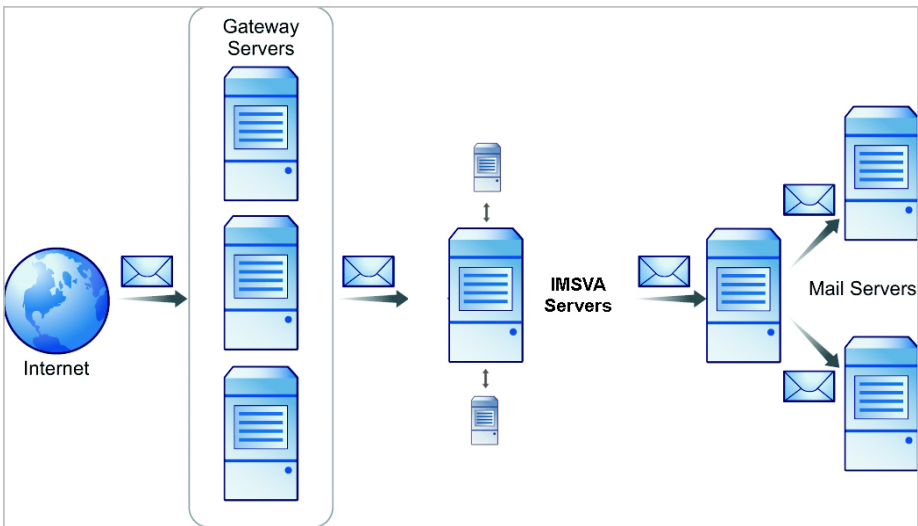 Gateway
Servers
Internet
IMSVA
Servers
Mail Servers